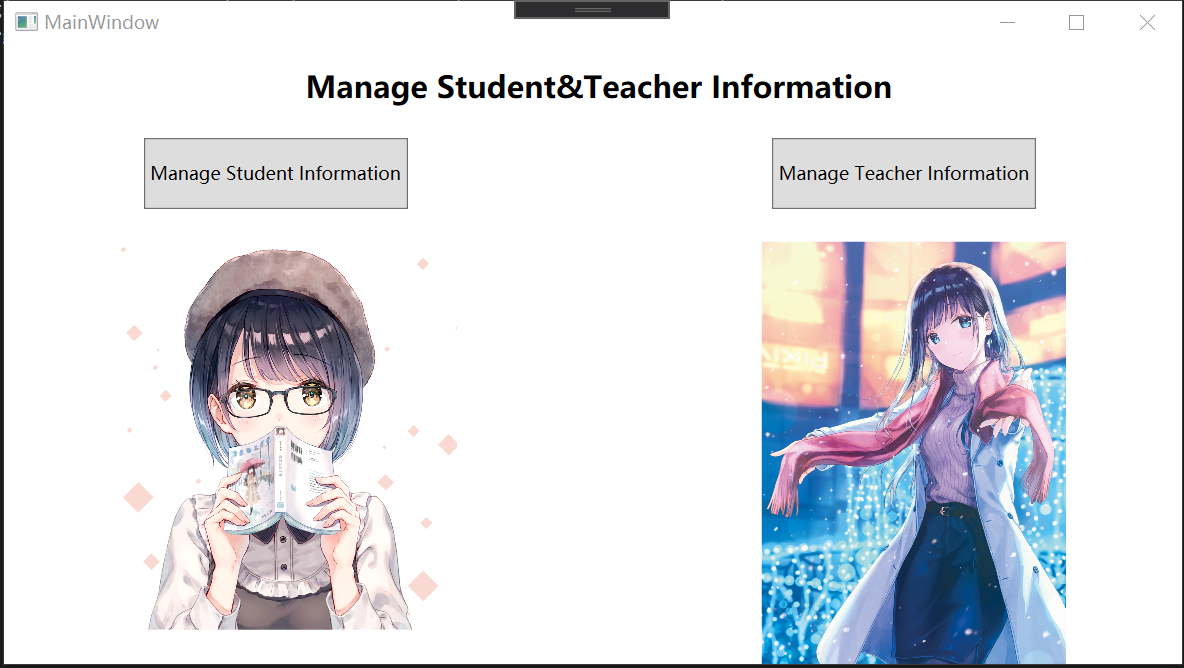 MainWindow
Manage Student&Teacher Information
Manage Student Information
Manage Teacher Information